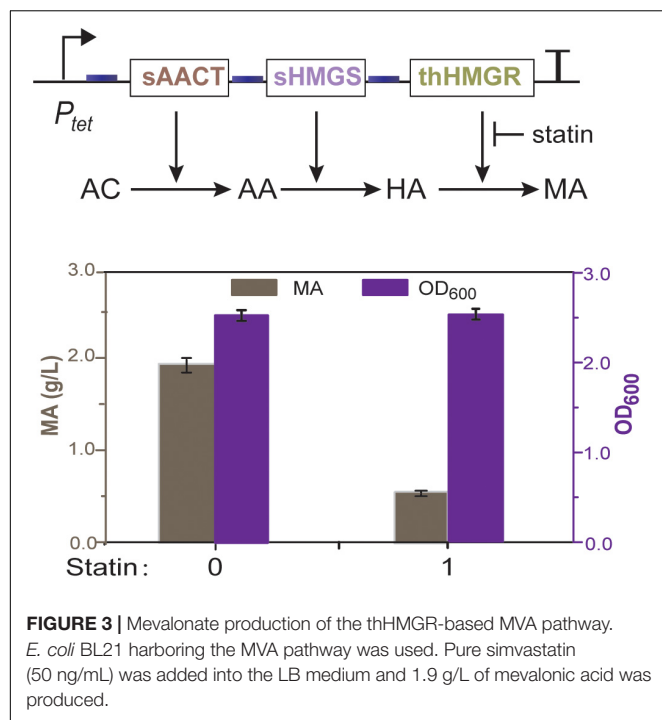 sAACT sHMGS thHMGR
P_tet
statin
AC AA HA MA
3.0 MA OD600 3.0
2.0 2.0
1.0 1.0
0.0 0.0
MA (g/L)
OD600
Statin: 0 1
FIGURE 3 | Mevalonate production of the thHMGR-based MVA pathway.
E. coli BL21 harboring the MVA pathway was used. Pure simvastatin
(50 ng/mL) was added into the LB medium and 1.9 g/L of mevalonic acid was
produced.